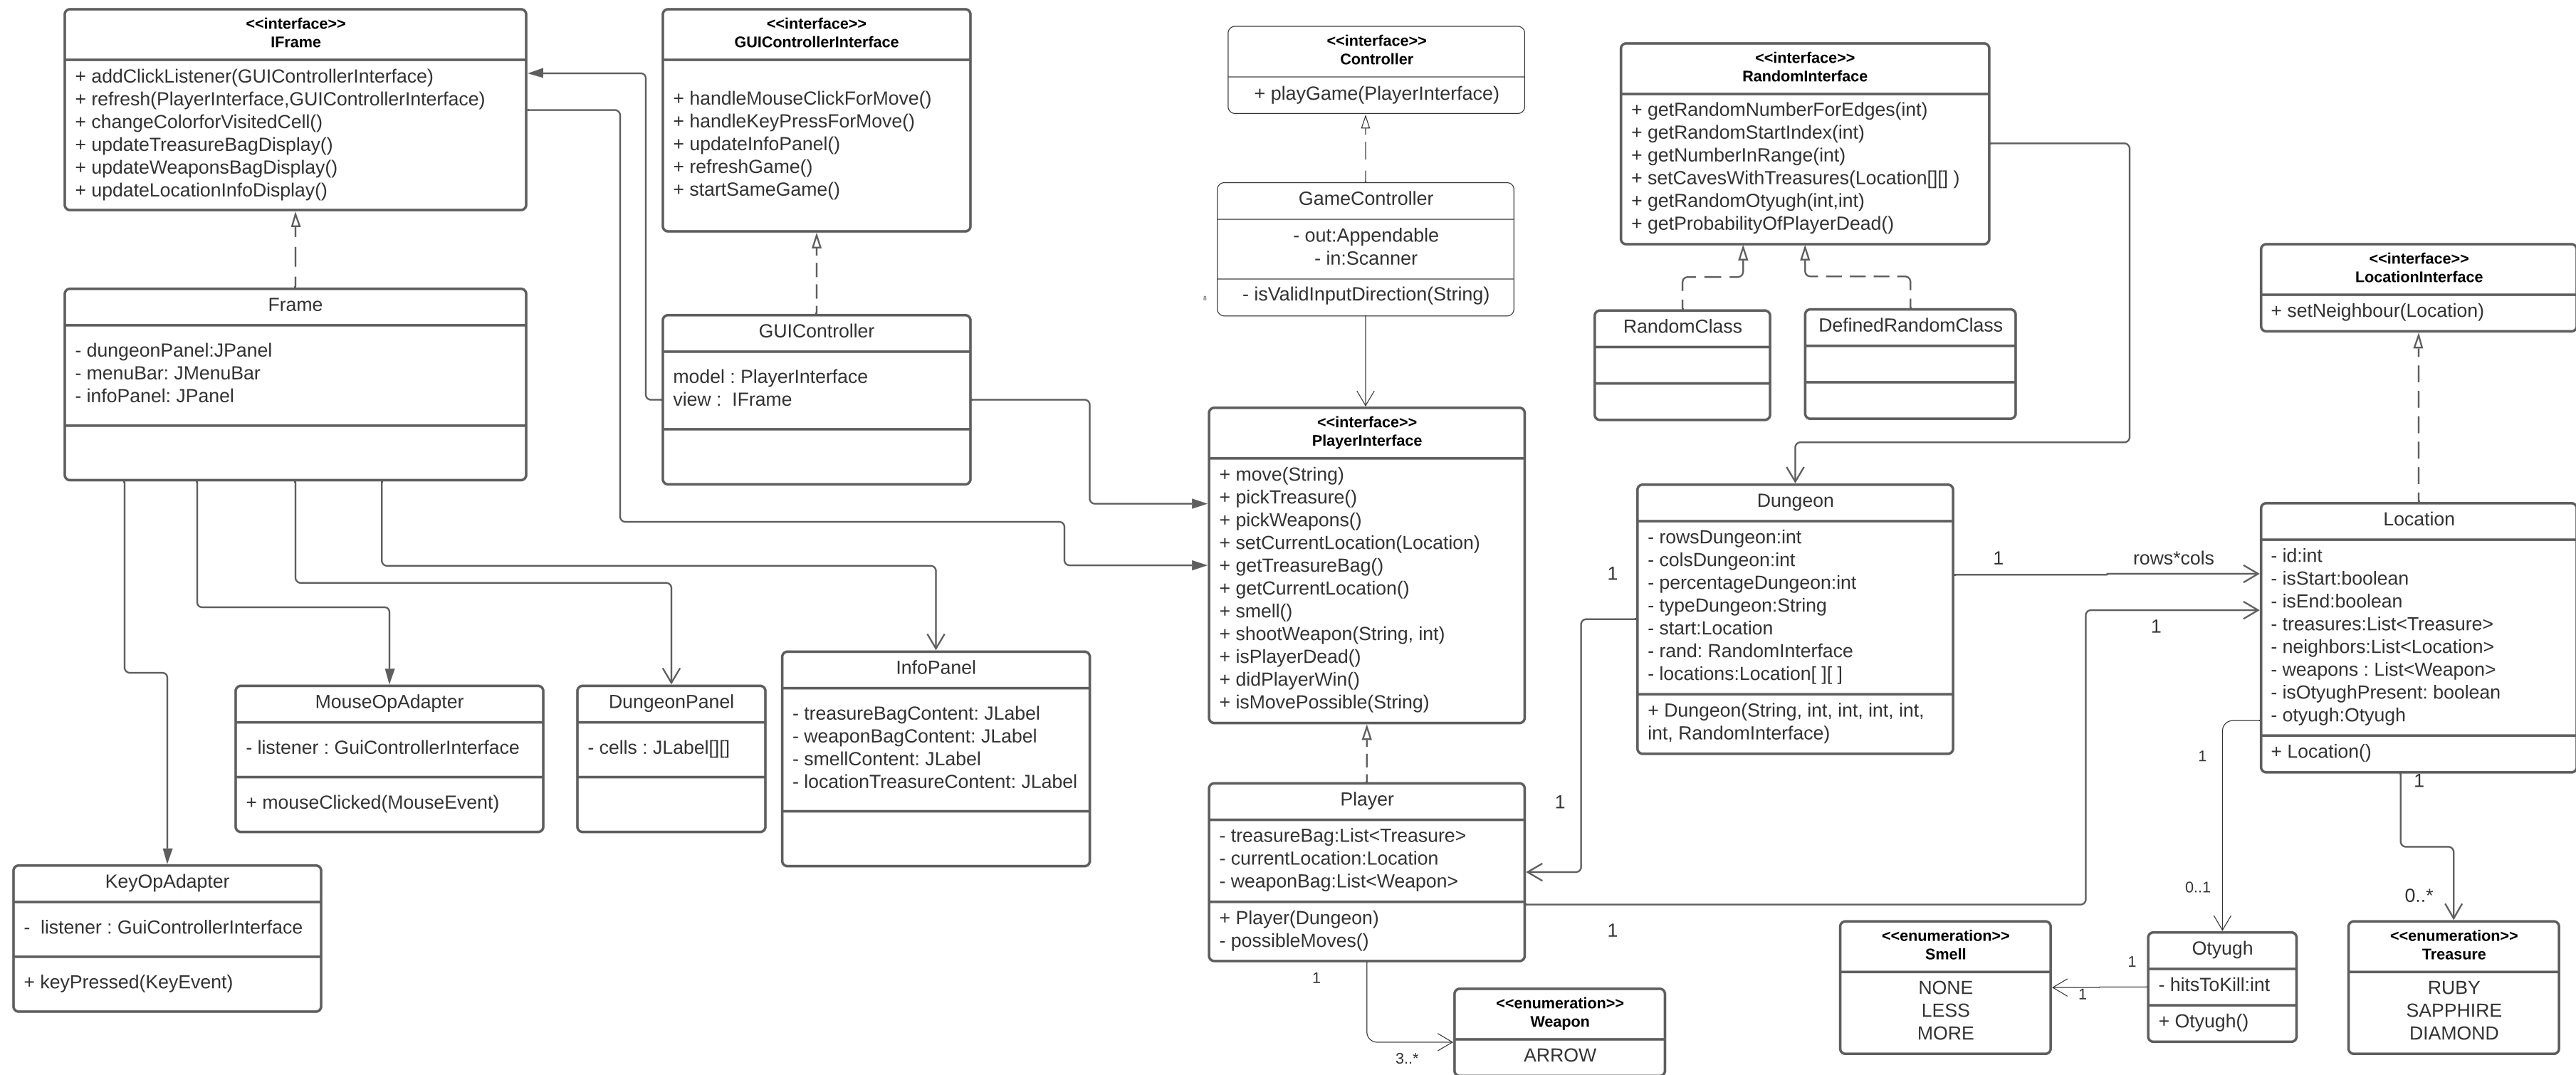 <<interface>>
IFrame
+ addClickListener(GUIControllerInterface)
+ refresh(PlayerInterface,GUIControllerInterface)
+ changeColorforVisitedCell()
+ updateTreasureBagDisplay()
+ updateWeaponsBagDisplay()
+ updateLocationInfoDisplay()
<<interface>>
GUIControllerInterface
+ handleMouseClickForMove()
+ handleKeyPressForMove()
+ updateInfoPanel()
+ refreshGame()
+ startSameGame()
<<interface>>
Controller
+ playGame(PlayerInterface)
<<interface>>
RandomInterface
+ getRandomNumberForEdges(int)
+ getRandomStartIndex(int)
+ getNumberInRange(int)
+ setCavesWithTreasures(Location[][] )
+ getRandomOtyugh(int,int)
+ getProbabilityOfPlayerDead()
GameController
- out:Appendable
- in:Scanner
- isValidInputDirection(String)
<<interface>>
LocationInterface
+ setNeighbour(Location)
Frame
- dungeonPanel:JPanel
- menuBar: JMenuBar
- infoPanel: JPanel
GUIController
model : PlayerInterface
view :  IFrame
RandomClass
DefinedRandomClass
<<interface>>
PlayerInterface
+ move(String)
+ pickTreasure()
+ pickWeapons()
+ setCurrentLocation(Location)
+ getTreasureBag()
+ getCurrentLocation()
+ smell()
+ shootWeapon(String, int)
+ isPlayerDead()
+ didPlayerWin()
+ isMovePossible(String)
1
Dungeon
- rowsDungeon:int
- colsDungeon:int
- percentageDungeon:int
- typeDungeon:String
- start:Location
- rand: RandomInterface
- locations:Location[ ][ ]
+ Dungeon(String, int, int, int, int,
int, RandomInterface)
1
rows*cols
1
Location
- id:int
- isStart:boolean
- isEnd:boolean
- treasures:List<Treasure>
- neighbors:List<Location>
- weapons : List<Weapon>
- isOtyughPresent: boolean
- otyugh:Otyugh
+ Location()
1
1
0..1
0..*
MouseOpAdapter
- listener : GuiControllerInterface
+ mouseClicked(MouseEvent)
DungeonPanel
- cells : JLabel[][]
InfoPanel
- treasureBagContent: JLabel
- weaponBagContent: JLabel
- smellContent: JLabel
- locationTreasureContent: JLabel
KeyOpAdapter
-  listener : GuiControllerInterface
+ keyPressed(KeyEvent)
Player
- treasureBag:List<Treasure>
- currentLocation:Location
- weaponBag:List<Weapon>
+ Player(Dungeon)
- possibleMoves()
1
1
1
3..*
<<enumeration>>
Weapon
ARROW
<<enumeration>>
Smell
NONE
LESS
MORE
1
1
Otyugh
- hitsToKill:int
+ Otyugh()
<<enumeration>>
Treasure
RUBY
SAPPHIRE
DIAMOND